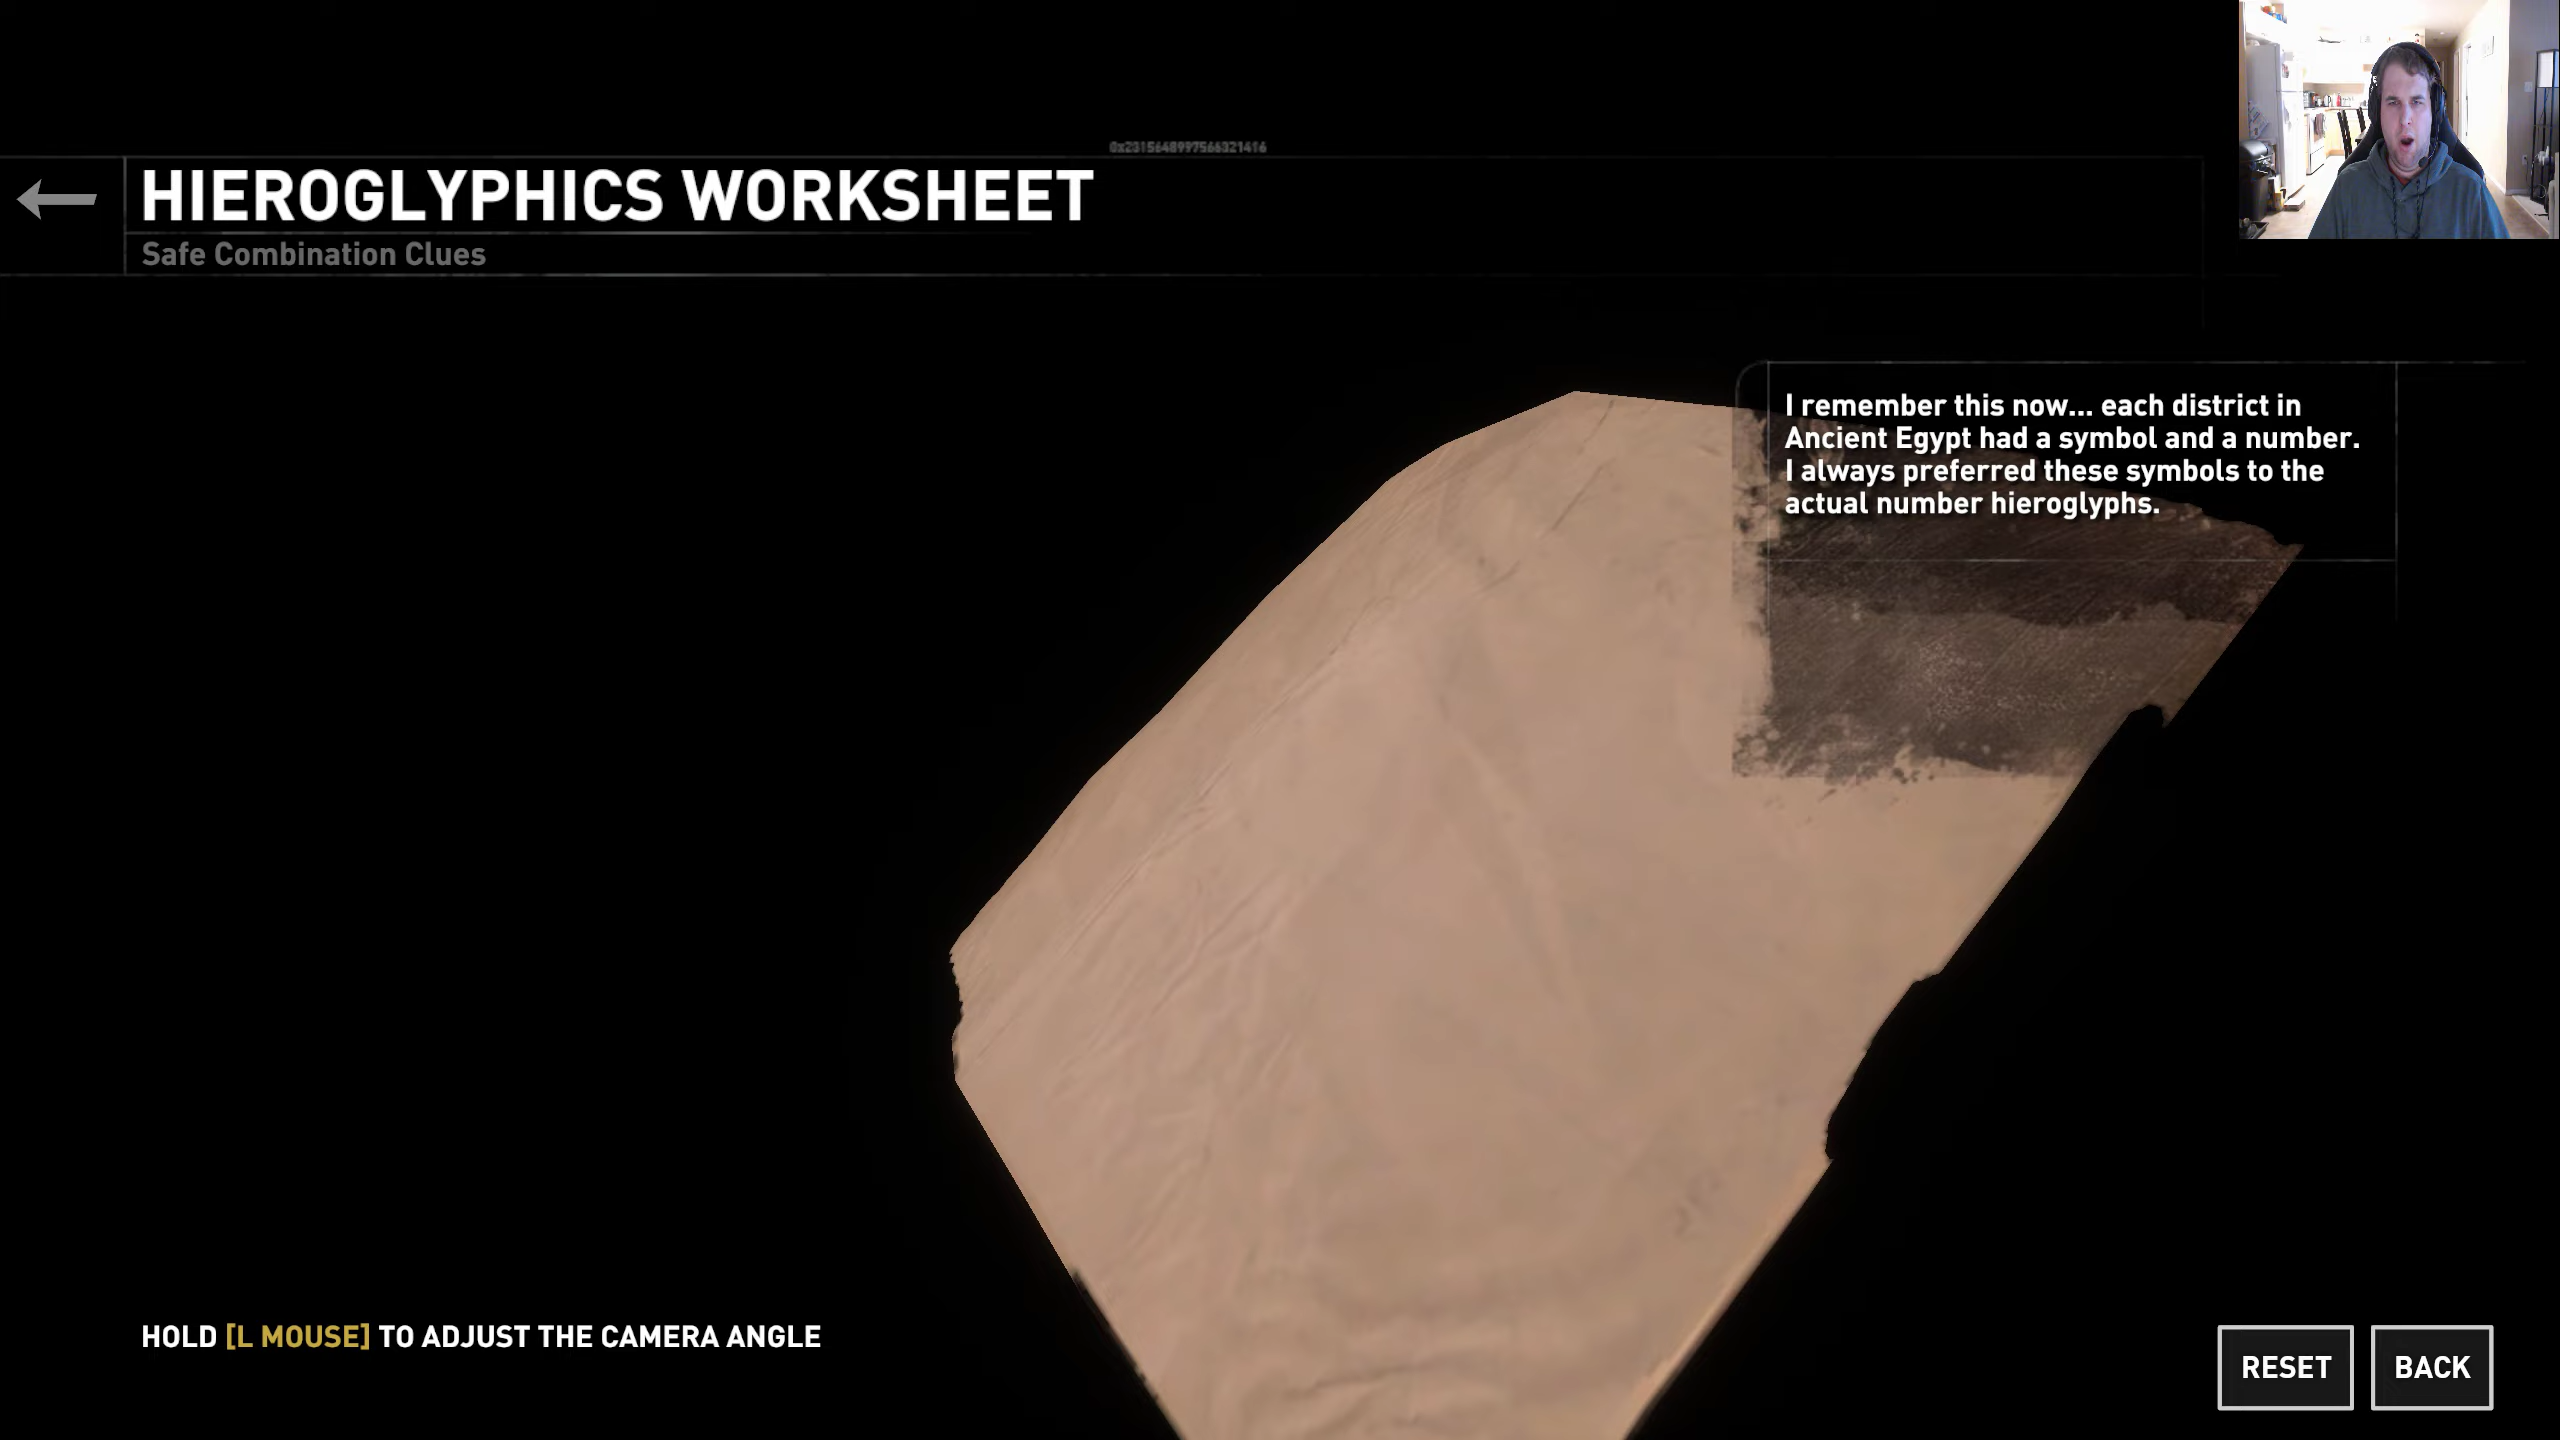 0x2315648997566321416
HIEROGLYPHICS WORKSHEET
Safe Combination Clues
I remember this now... each district in
Ancient Egypt had a symbol and a number.
I always preferred these symbols to the
actual number hieroglyphs.
HOLD [L MOUSE] TO ADJUST THE CAMERA ANGLE
RESET
BACK